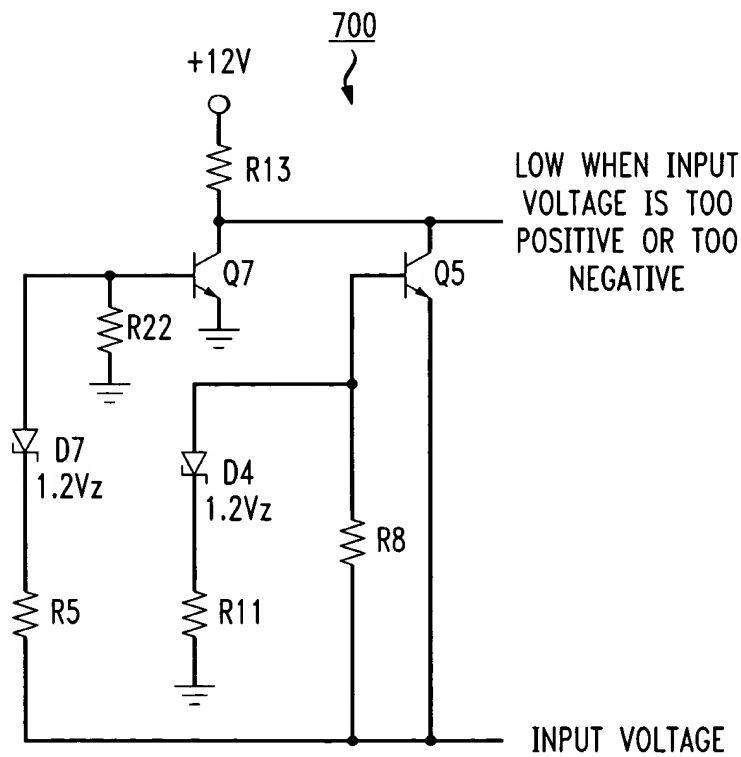 700
+12V
R13
LOW WHEN INPUT
VOLTAGE IS TOO
POSITIVE OR TOO
NEGATIVE
Q7
Q5
R22
D7
1.2Vz
D4
1.2Vz
R8
R5
R11
INPUT VOLTAGE